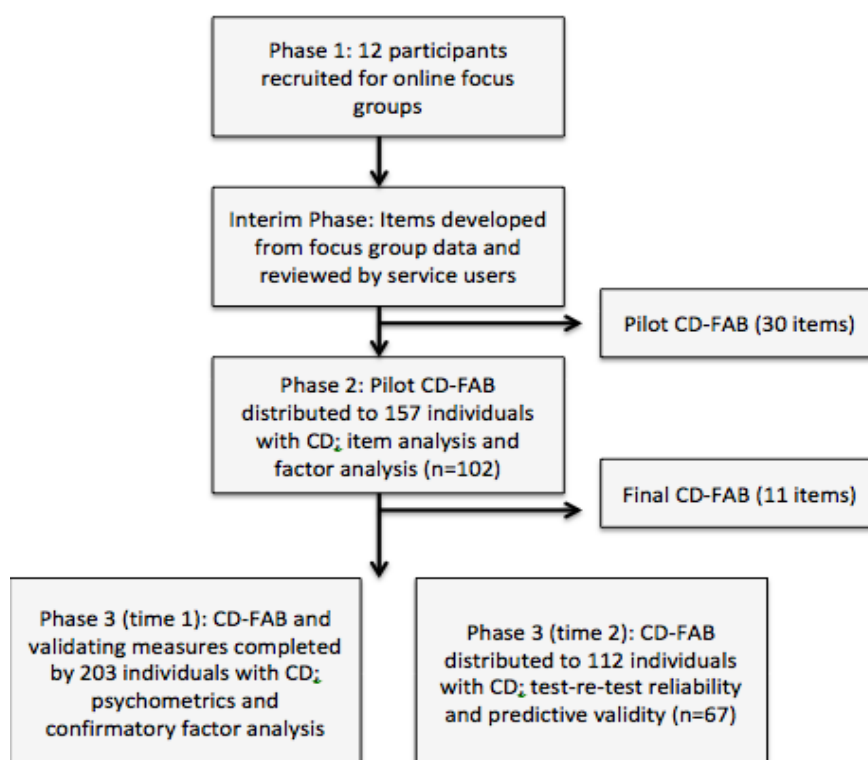 Phase 1: 12 participants
recruited for online focus
groups
Interim Phase: Items developed
from focus group data and
reviewed by service users
Pilot CD-FAB (30 items)
Phase 2: Pilot CD-FAB
distributed to 157 individuals
with CD; item analysis and
factor analysis (n=102)
Final CD-FAB (11 items)
Phase 3 (time 1): CD-FAB and
validating measures completed
by 203 individuals with CD;
psychometrics and
confirmatory factor analysis
Phase 3 (time 2): CD-FAB
distributed to 112 individuals
with CD; test-re-test reliability
and predictive validity (n=67)